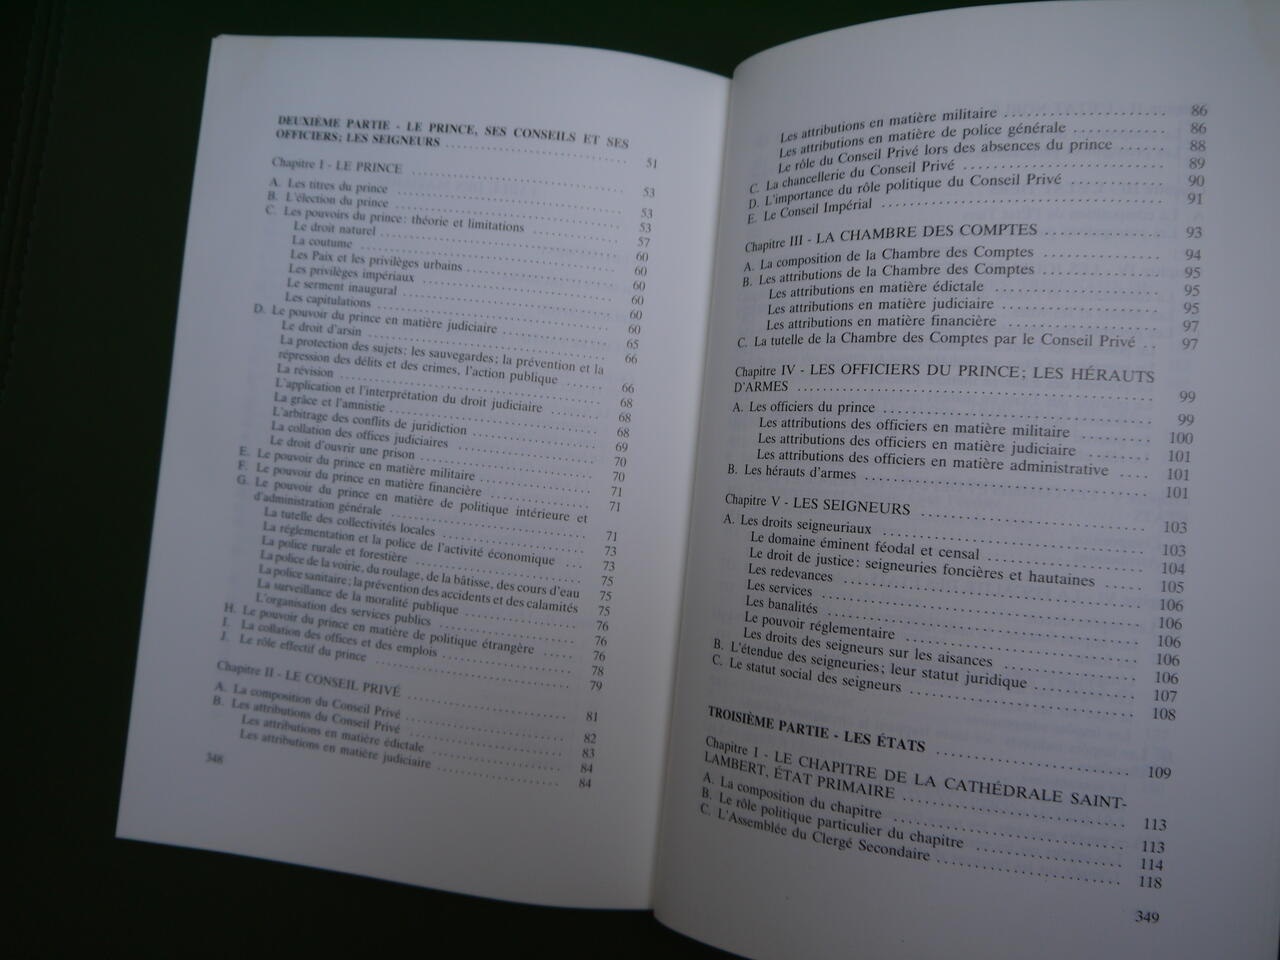 DEUXIÈME PARTIE - LE PRINCE, SES CONSEILS ET SES
OFFICIERS; LES SEIGNEURS .......... 51
Chapitre I - LE PRINCE .......... 53
A. Les titres du prince .......... 53
B. L'élection du prince .......... 53
C. Les pouvoirs du prince: théorie et limitations .......... 57
Le droit naturel .......... 60
La coutume .......... 60
Les Paix et les privilèges urbains .......... 60
Les privilèges impériaux .......... 60
Le serment inaugural .......... 60
Les capitulations .......... 60
D. Le pouvoir du prince en matière judiciaire .......... 65
Le droit d'arsin .......... 66
La protection des sujets; les sauvegardes; la prévention et la
répression des délits et des crimes, l'action publique .......... 66
La révision .......... 68
L'application et l'interprétation du droit judiciaire .......... 68
La grâce et l'amnistie .......... 68
L'arbitrage des conflits de juridiction .......... 69
La collation des offices judiciaires .......... 70
Le droit d'ouvrir une prison .......... 70
E. Le pouvoir du prince en matière militaire .......... 71
F. Le pouvoir du prince en matière financière .......... 71
G. Le pouvoir du prince en matière de politique intérieure et
d'administration générale .......... 71
La tutelle des collectivités locales .......... 73
La réglementation et la police de l'activité économique ... 73
La police rurale et forestière .......... 75
La police de la voirie, du roulage, de la bâtisse, des cours d'eau 75
La police sanitaire; la prévention des accidents et des calamités 75
La surveillance de la moralité publique .......... 76
L'organisation des services publics .......... 76
H. Le pouvoir du prince en matière de politique étrangère .......... 76
I. La collation des offices et des emplois .......... 78
J. Le rôle effectif du prince .......... 79
Chapitre II - LE CONSEIL PRIVÉ .......... 81
A. La composition du Conseil Privé .......... 82
B. Les attributions du Conseil Privé .......... 83
Les attributions en matière édictale .......... 84
Les attributions en matière judiciaire .......... 84
348
Les attributions en matière militaire .......... 86
Les attributions en matière de police générale .......... 86
Le rôle du Conseil Privé lors des absences du prince ...... 88
C. La chancellerie du Conseil Privé .......... 89
D. L'importance du rôle politique du Conseil Privé .......... 90
E. Le Conseil Impérial .......... 91
Chapitre III - LA CHAMBRE DES COMPTES .......... 93
A. La composition de la Chambre des Comptes .......... 94
B. Les attributions de la Chambre des Comptes .......... 95
Les attributions en matière édictale .......... 95
Les attributions en matière judiciaire .......... 95
Les attributions en matière financière .......... 97
C. La tutelle de la Chambre des Comptes par le Conseil Privé .. 97
Chapitre IV - LES OFFICIERS DU PRINCE; LES HÉRAUTS
D'ARMES .......... 99
A. Les officiers du prince .......... 99
Les attributions des officiers en matière militaire .......... 100
Les attributions des officiers en matière judiciaire .......... 101
Les attributions des officiers en matière administrative .... 101
B. Les hérauts d'armes .......... 101
Chapitre V - LES SEIGNEURS .......... 103
A. Les droits seigneuriaux .......... 103
Le domaine éminent féodal et censal .......... 104
Le droit de justice: seigneuries foncières et hautaines ...... 105
Les redevances .......... 106
Les services .......... 106
Les banalités .......... 106
Le pouvoir réglementaire .......... 106
Les droits des seigneurs sur les aisances .......... 106
B. L'étendue des seigneuries; leur statut juridique .......... 107
C. Le statut social des seigneurs .......... 108
TROISIÈME PARTIE - LES ÉTATS .......... 109
Chapitre I - LE CHAPITRE DE LA CATHÉDRALE SAINT-
LAMBERT, ÉTAT PRIMAIRE .......... 113
A. La composition du chapitre .......... 113
B. Le rôle politique particulier du chapitre .......... 114
C. L'Assemblée du Clergé Secondaire .......... 118
349